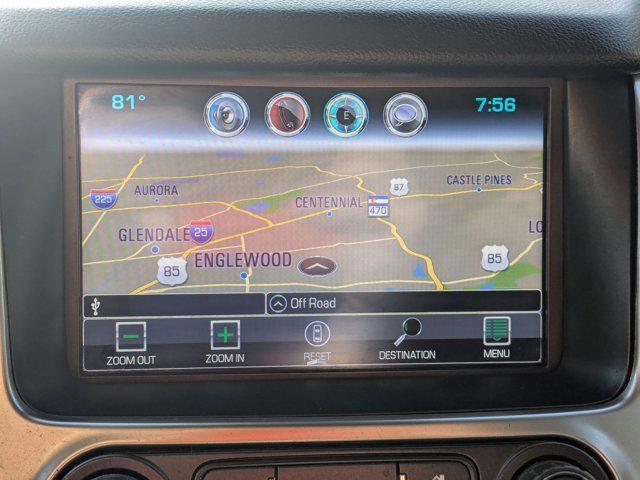 81°
E
7:56
225
AURORA
CENTENNIAL
87
470
CASTLE PINES
GLENDALE
25
LO
85
ENGLEWOOD
85
Off Road
ZOOM OUT
ZOOM IN
RESET
DESTINATION
MENU